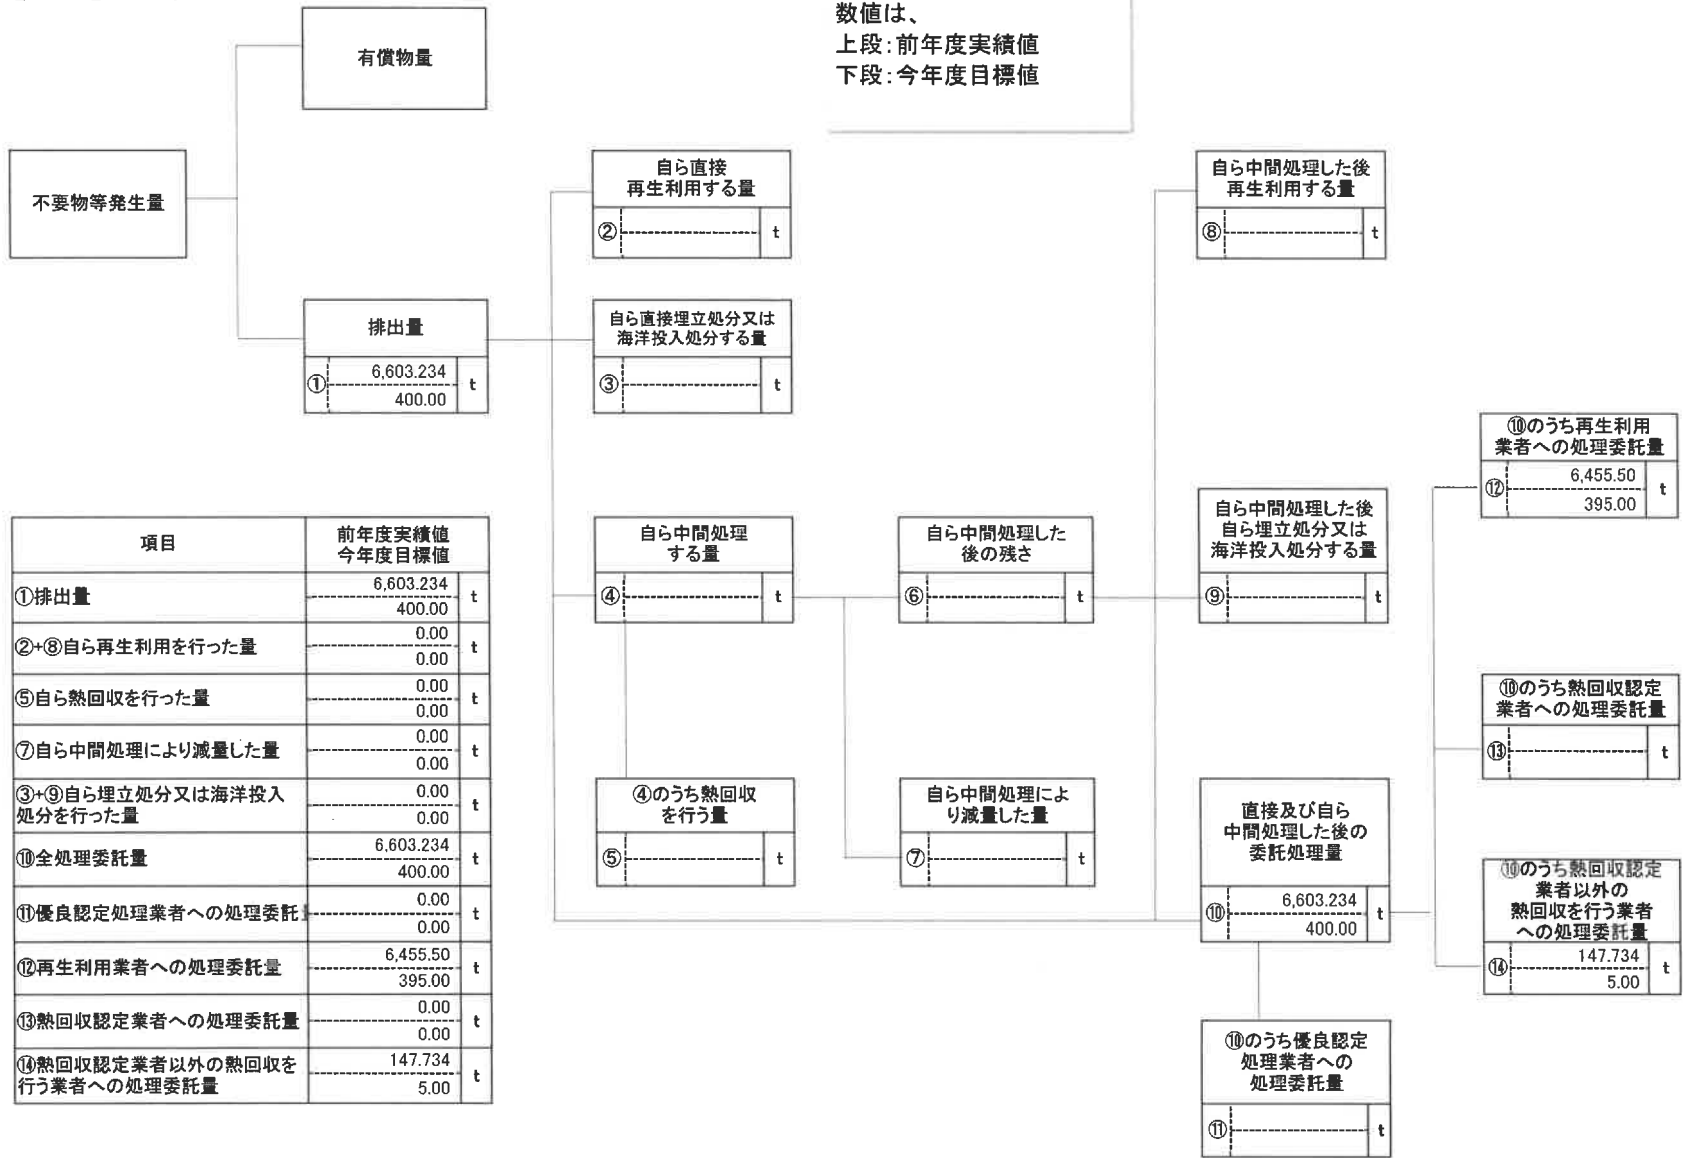 数値は、
上段:前年度実績値
下段:今年度目標値
有償物量
不要物等発生量
排出量
① 6,603.234 t
400.00
自ら直接
再生利用する量
② t
自ら直接埋立処分又は
海洋投入処分する量
③ t
自ら中間処理
する量
④ t
④のうち熱回収
を行う量
⑤ t
自ら中間処理した
後の残さ
⑥ t
自ら中間処理によ
り減量した量
⑦ t
自ら中間処理した後
再生利用する量
⑧ t
自ら中間処理した後
自ら埋立処分又は
海洋投入処分する量
⑨ t
直接及び自ら
中間処理した後の
委託処理量
⑩ 6,603.234 t
400.00
⑩のうち優良認定
処理業者への
処理委託量
⑪ t
⑩のうち再生利用
業者への処理委託量
⑫ 6,455.50 t
395.00
⑩のうち熱回収認定
業者への処理委託量
⑬ t
⑩のうち熱回収認定
業者以外の
熱回収を行う業者
への処理委託量
⑭ 147.734 t
5.00
項目 前年度実績値
今年度目標値
①排出量 6,603.234 t
400.00
②+⑧自ら再生利用を行った量 0.00 t
0.00
⑤自ら熱回収を行った量 0.00 t
0.00
⑦自ら中間処理により減量した量 0.00 t
0.00
③+⑨自ら埋立処分又は海洋投入
処分を行った量 0.00 t
0.00
⑩全処理委託量 6,603.234 t
400.00
⑪優良認定処理業者への処理委託 0.00 t
0.00
⑫再生利用業者への処理委託量 6,455.50 t
395.00
⑬熱回収認定業者への処理委託量 0.00 t
0.00
⑭熱回収認定業者以外の熱回収を
行う業者への処理委託量 147.734 t
5.00